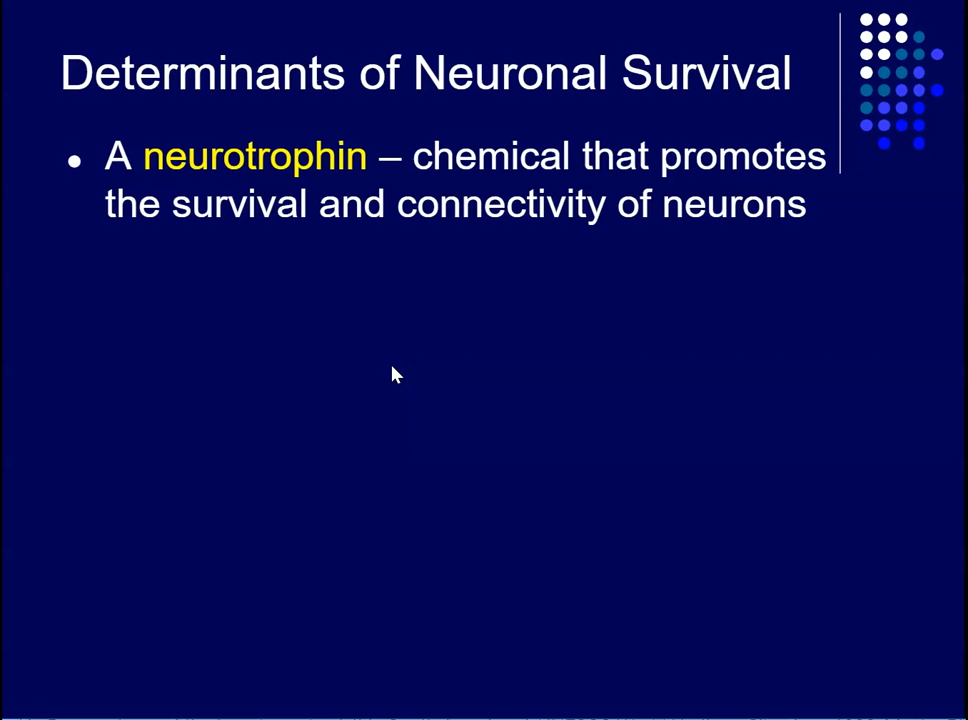 Determinants of Neuronal Survival
● A neurotrophin – chemical that promotes
the survival and connectivity of neurons